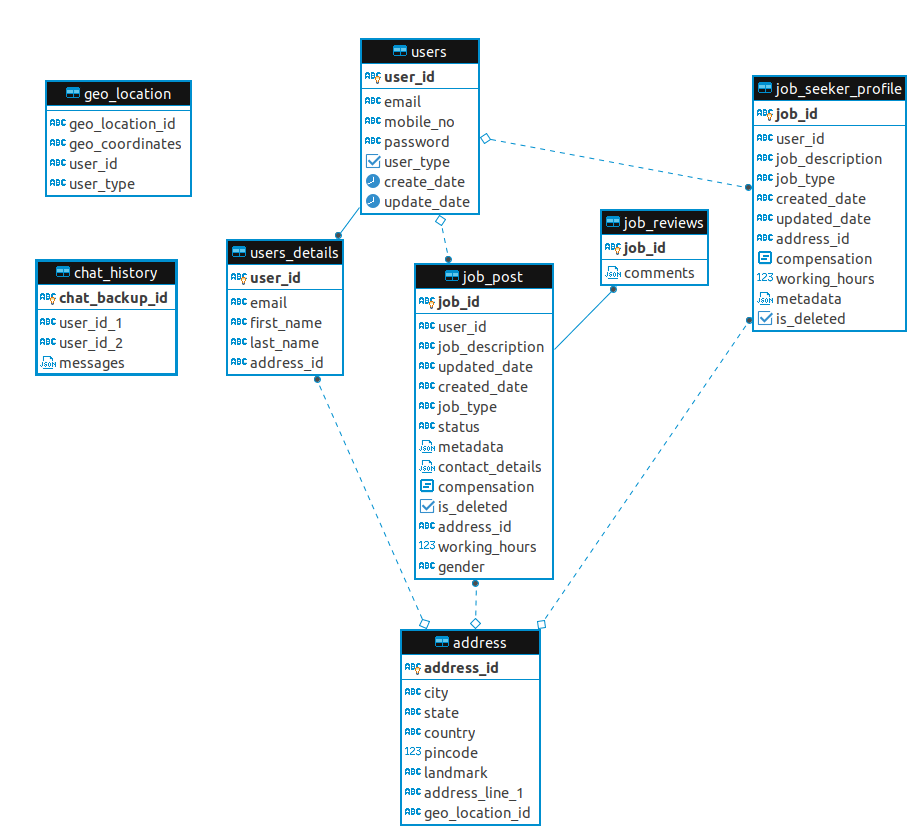 users
user_id
email
mobile_no
password
user_type
create_date
update_date
geo_location
geo_location_id
geo_coordinates
user_id
user_type
job_seeker_profile
job_id
user_id
job_description
job_type
created_date
updated_date
address_id
compensation
working_hours
metadata
is_deleted
job_reviews
job_id
comments
users_details
user_id
email
first_name
last_name
address_id
chat_history
chat_backup_id
user_id_1
user_id_2
messages
job_post
job_id
user_id
job_description
updated_date
created_date
job_type
status
metadata
contact_details
compensation
is_deleted
address_id
working_hours
gender
address
address_id
city
state
country
pincode
landmark
address_line_1
geo_location_id